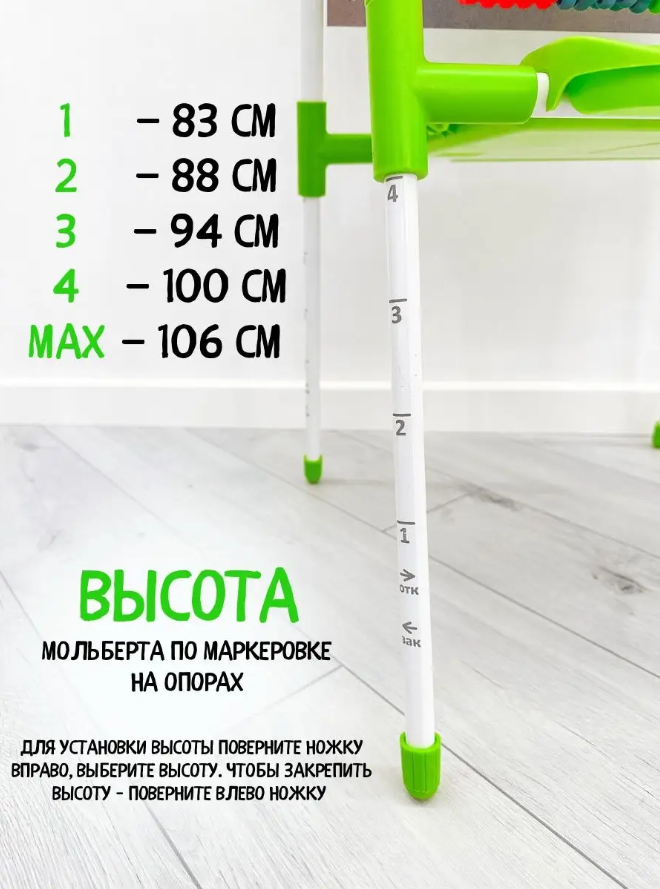 1 – 83 СМ
2 – 88 СМ
3 – 94 СМ
4 – 100 СМ
MAX – 106 СМ
4
3
2
1
→
отк
←
зак
ВЫСОТА
МОЛЬБЕРТА ПО МАРКЕРОВКЕ
НА ОПОРАХ
ДЛЯ УСТАНОВКИ ВЫСОТЫ ПОВЕРНИТЕ НОЖКУ
ВПРАВО, ВЫБЕРИТЕ ВЫСОТУ. ЧТОБЫ ЗАКРЕПИТЬ
ВЫСОТУ – ПОВЕРНИТЕ ВЛЕВО НОЖКУ